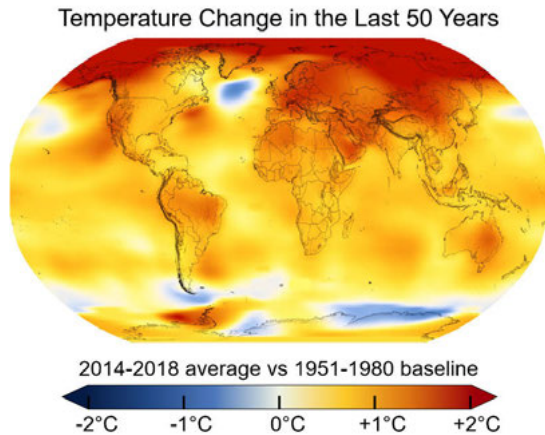 Temperature Change in the Last 50 Years
2014-2018 average vs 1951-1980 baseline
-2°C -1°C 0°C +1°C +2°C